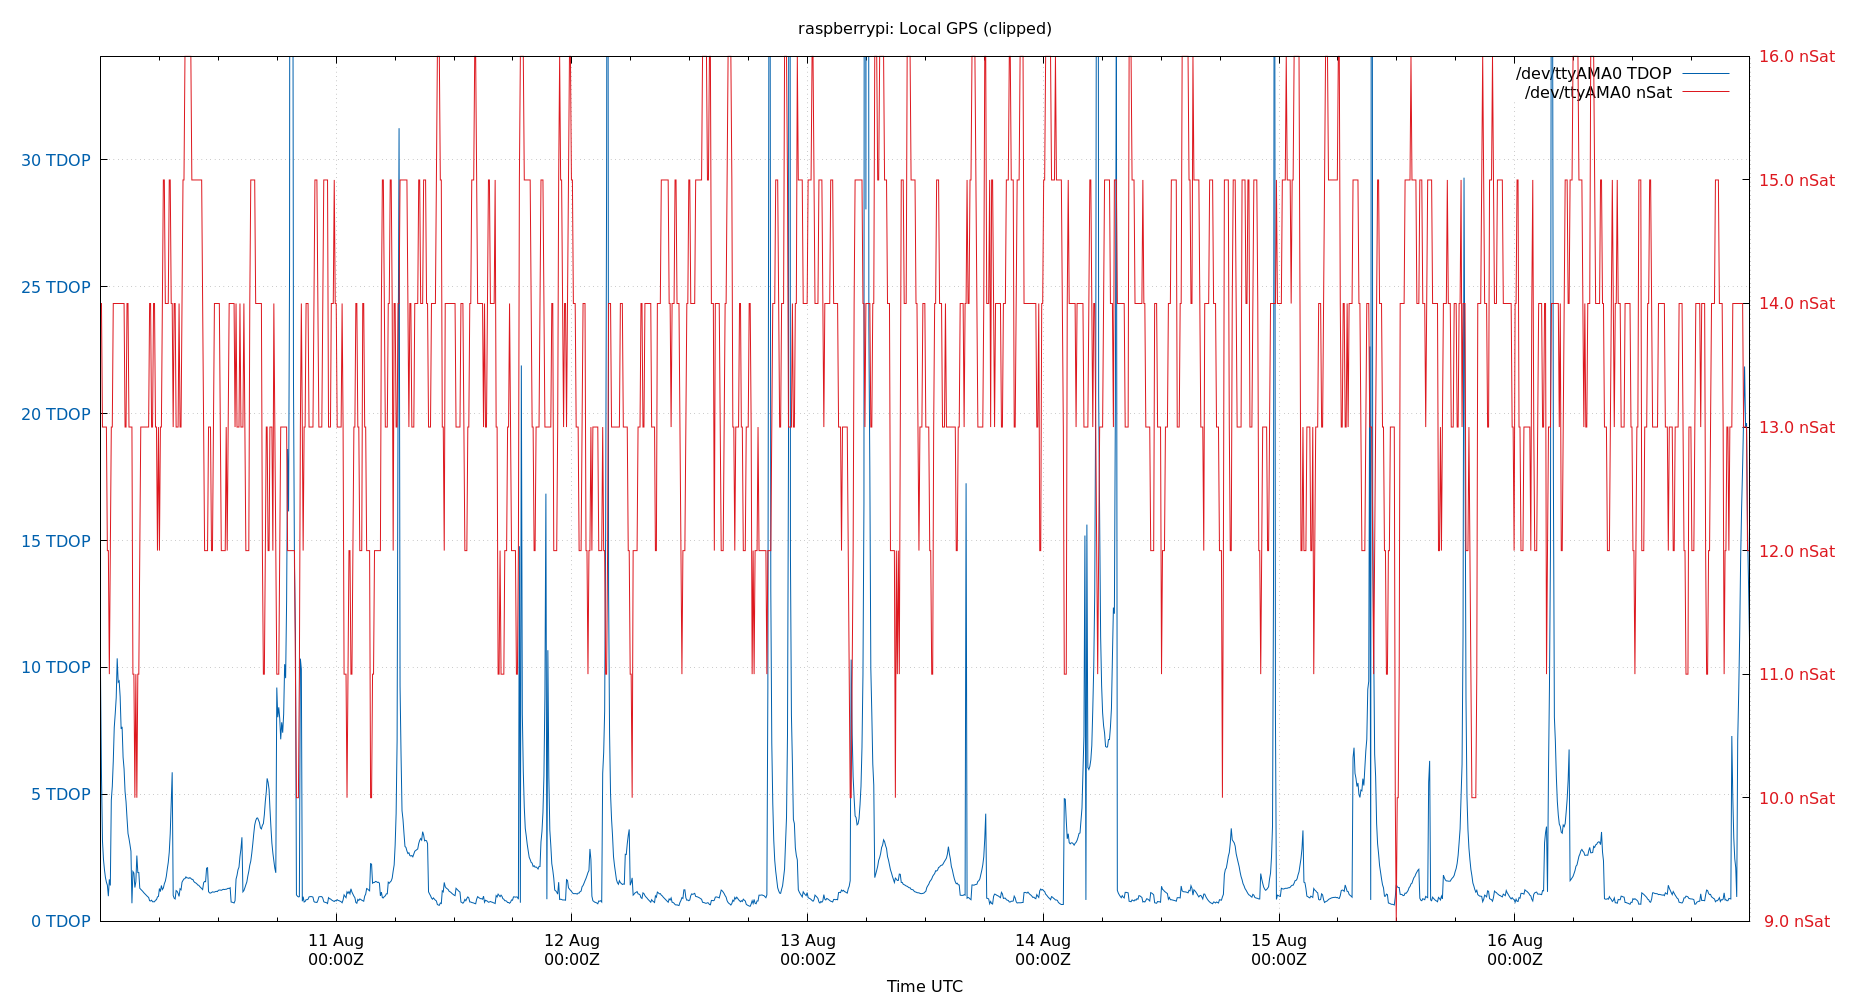 raspberrypi: Local GPS (clipped)
16.0 nSat
/dev/ttyAMA0 TDOP
/dev/ttyAMA0 nSat
30 TDOP
15.0 nSat
25 TDOP
14.0 nSat
20 TDOP
13.0 nSat
15 TDOP
12.0 nSat
10 TDOP
11.0 nSat
5 TDOP
10.0 nSat
0 TDOP
9.0 nSat
11 Aug
00:00Z
12 Aug
00:00Z
13 Aug
00:00Z
14 Aug
00:00Z
15 Aug
00:00Z
16 Aug
00:00Z
Time UTC